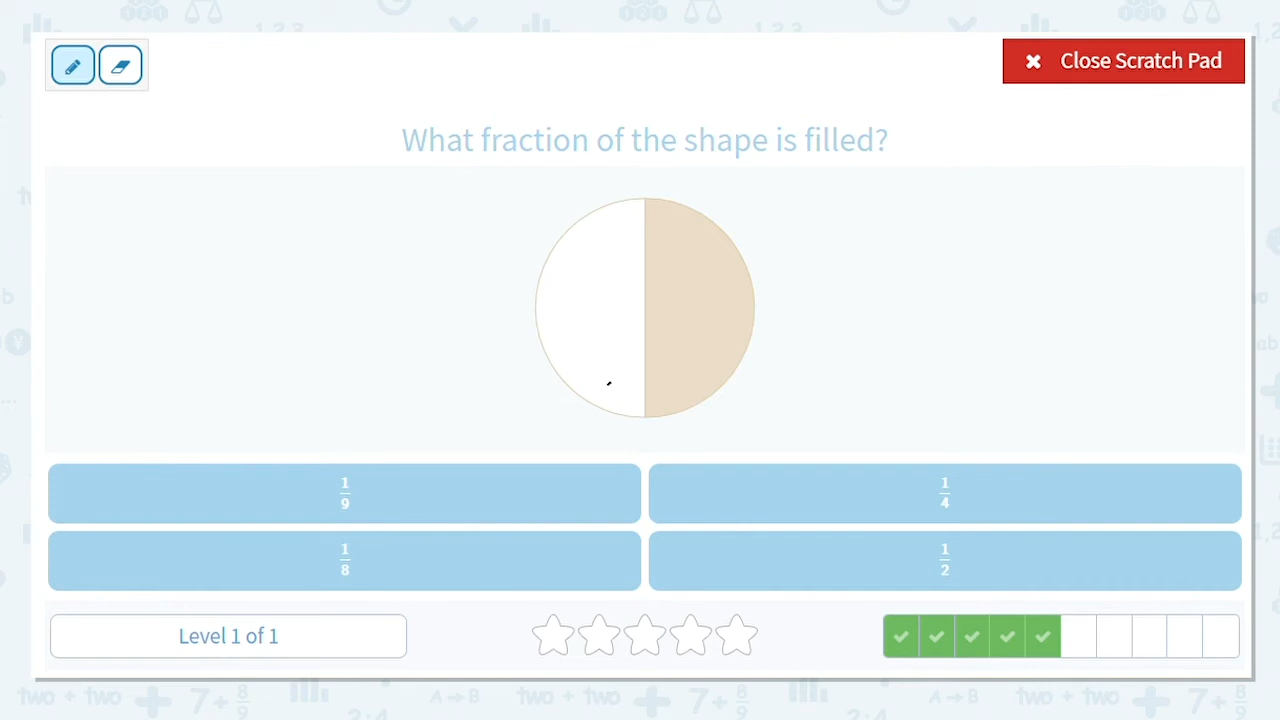 Close Scratch Pad
What fraction of the shape is filled?
1/9
1/4
1/8
1/2
Level 1 of 1